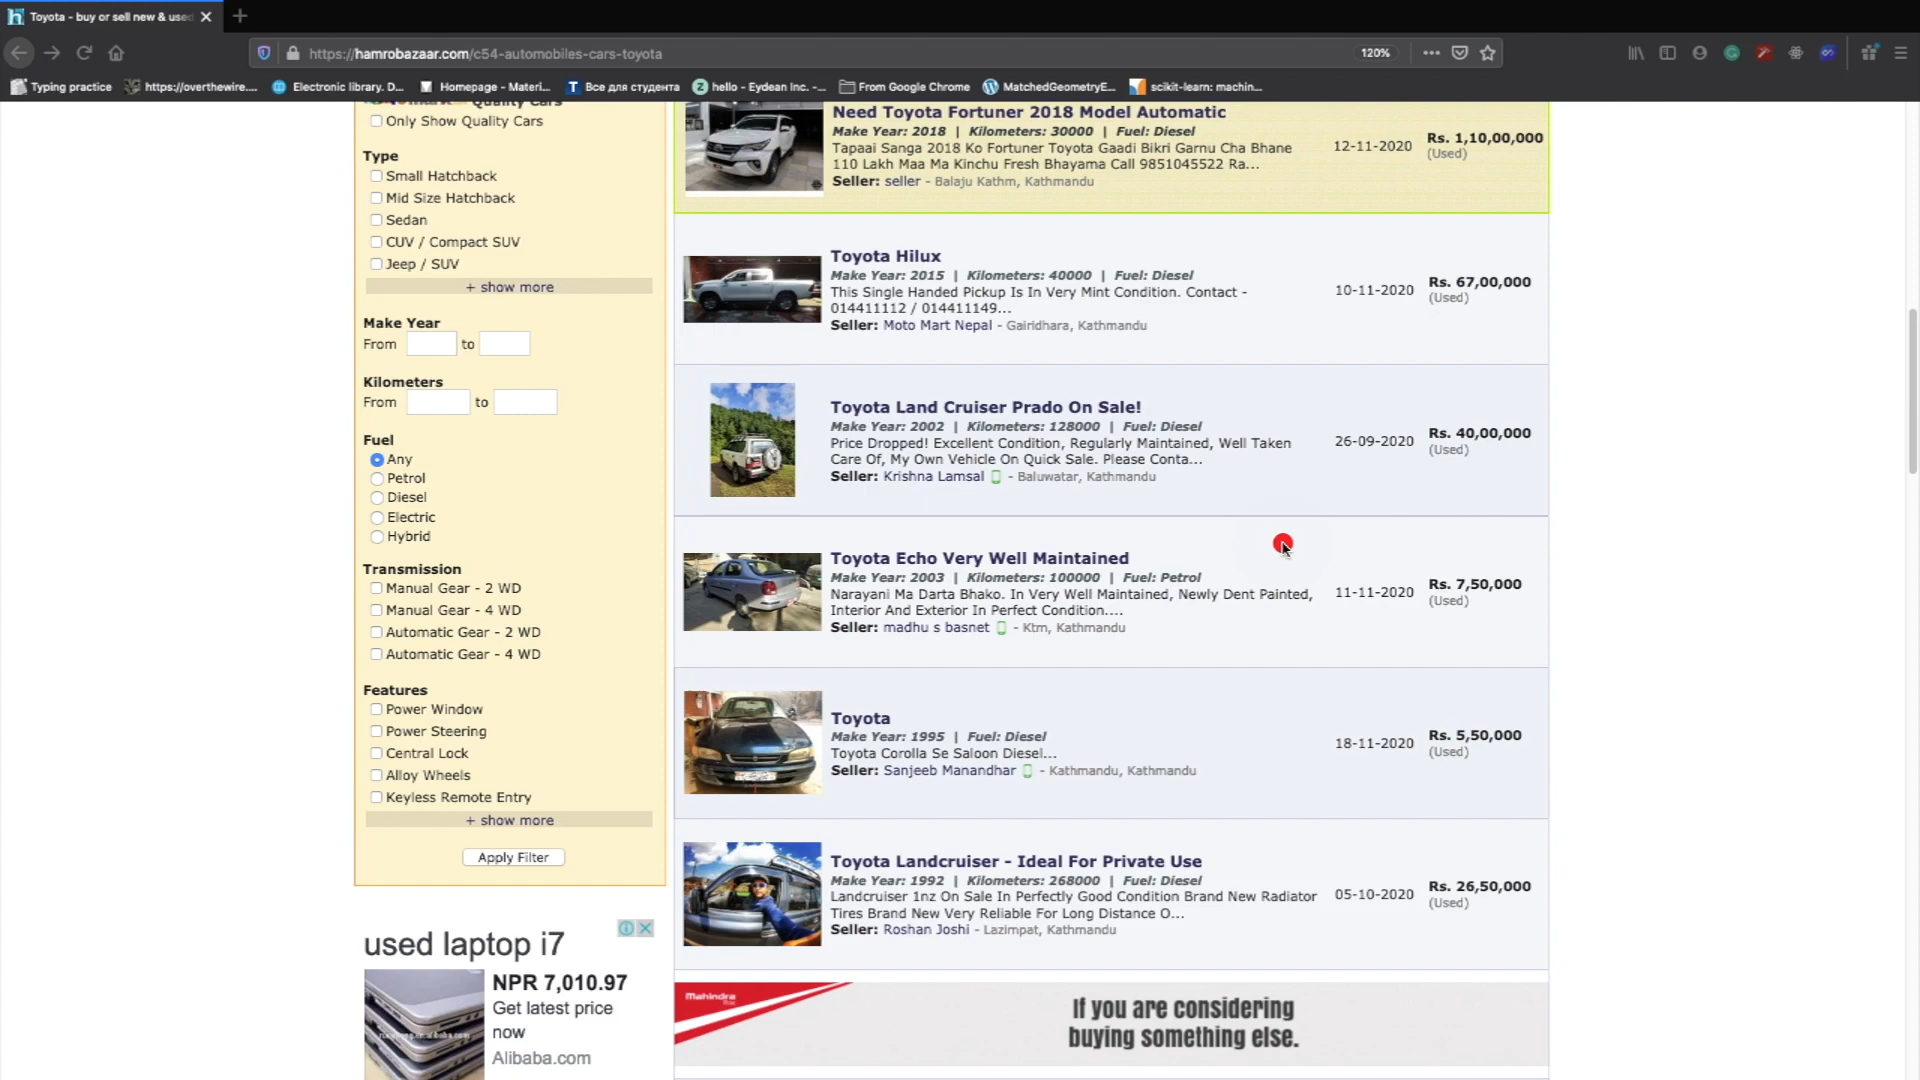 Toyota - buy or sell new & used
https://hamrobazaar.com/c54-automobiles-cars-toyota
120%
Typing practice
https://overthewire....
Electronic library. D...
Homepage - Materi...
Все для студента
hello - Eydean Inc. -...
From Google Chrome
MatchedGeometryE...
scikit-learn: machin...
Quality Cars
Only Show Quality Cars
Type
Small Hatchback
Mid Size Hatchback
Sedan
CUV / Compact SUV
Jeep / SUV
+ show more
Make Year
From to
Kilometers
From to
Fuel
Any
Petrol
Diesel
Electric
Hybrid
Transmission
Manual Gear - 2 WD
Manual Gear - 4 WD
Automatic Gear - 2 WD
Automatic Gear - 4 WD
Features
Power Window
Power Steering
Central Lock
Alloy Wheels
Keyless Remote Entry
+ show more
Apply Filter
used laptop i7
NPR 7,010.97
Get latest price
now
Alibaba.com
Need Toyota Fortuner 2018 Model Automatic
Make Year: 2018 | Kilometers: 30000 | Fuel: Diesel
Tapaai Sanga 2018 Ko Fortuner Toyota Gaadi Bikri Garnu Cha Bhane
110 Lakh Maa Ma Kinchu Fresh Bhayama Call 9851045522 Ra...
Seller: seller - Balaju Kathm, Kathmandu
12-11-2020
Rs. 1,10,00,000
(Used)
Toyota Hilux
Make Year: 2015 | Kilometers: 40000 | Fuel: Diesel
This Single Handed Pickup Is In Very Mint Condition. Contact -
014411112 / 014411149...
Seller: Moto Mart Nepal - Gairidhara, Kathmandu
10-11-2020
Rs. 67,00,000
(Used)
Toyota Land Cruiser Prado On Sale!
Make Year: 2002 | Kilometers: 128000 | Fuel: Diesel
Price Dropped! Excellent Condition, Regularly Maintained, Well Taken
Care Of, My Own Vehicle On Quick Sale. Please Conta...
Seller: Krishna Lamsal - Baluwatar, Kathmandu
26-09-2020
Rs. 40,00,000
(Used)
Toyota Echo Very Well Maintained
Make Year: 2003 | Kilometers: 100000 | Fuel: Petrol
Narayani Ma Darta Bhako. In Very Well Maintained, Newly Dent Painted,
Interior And Exterior In Perfect Condition....
Seller: madhu s basnet - Ktm, Kathmandu
11-11-2020
Rs. 7,50,000
(Used)
Toyota
Make Year: 1995 | Fuel: Diesel
Toyota Corolla Se Saloon Diesel...
Seller: Sanjeeb Manandhar - Kathmandu, Kathmandu
18-11-2020
Rs. 5,50,000
(Used)
Toyota Landcruiser - Ideal For Private Use
Make Year: 1992 | Kilometers: 268000 | Fuel: Diesel
Landcruiser 1nz On Sale In Perfectly Good Condition Brand New Radiator
Tires Brand New Very Reliable For Long Distance O...
Seller: Roshan Joshi - Lazimpat, Kathmandu
05-10-2020
Rs. 26,50,000
(Used)
Mahindra
Rise
If you are considering
buying something else.